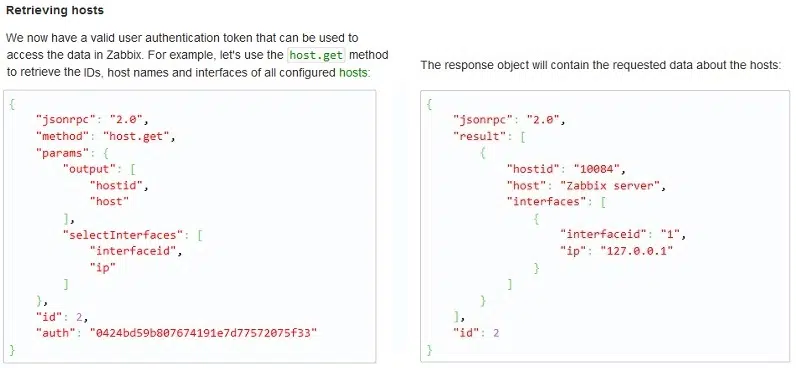 Retrieving hosts
We now have a valid user authentication token that can be used to
access the data in Zabbix. For example, let's use the host.get method
to retrieve the IDs, host names and interfaces of all configured hosts:
{
"jsonrpc": "2.0",
"method": "host.get",
"params": {
"output": [
"hostid",
"host"
],
"selectInterfaces": [
"interfaceid",
"ip"
]
},
"id": 2,
"auth": "0424bd59b807674191e7d77572075f33"
}
The response object will contain the requested data about the hosts:
{
"jsonrpc": "2.0",
"result": [
{
"hostid": "10084",
"host": "Zabbix server",
"interfaces": [
{
"interfaceid": "1",
"ip": "127.0.0.1"
}
]
}
],
"id": 2
}